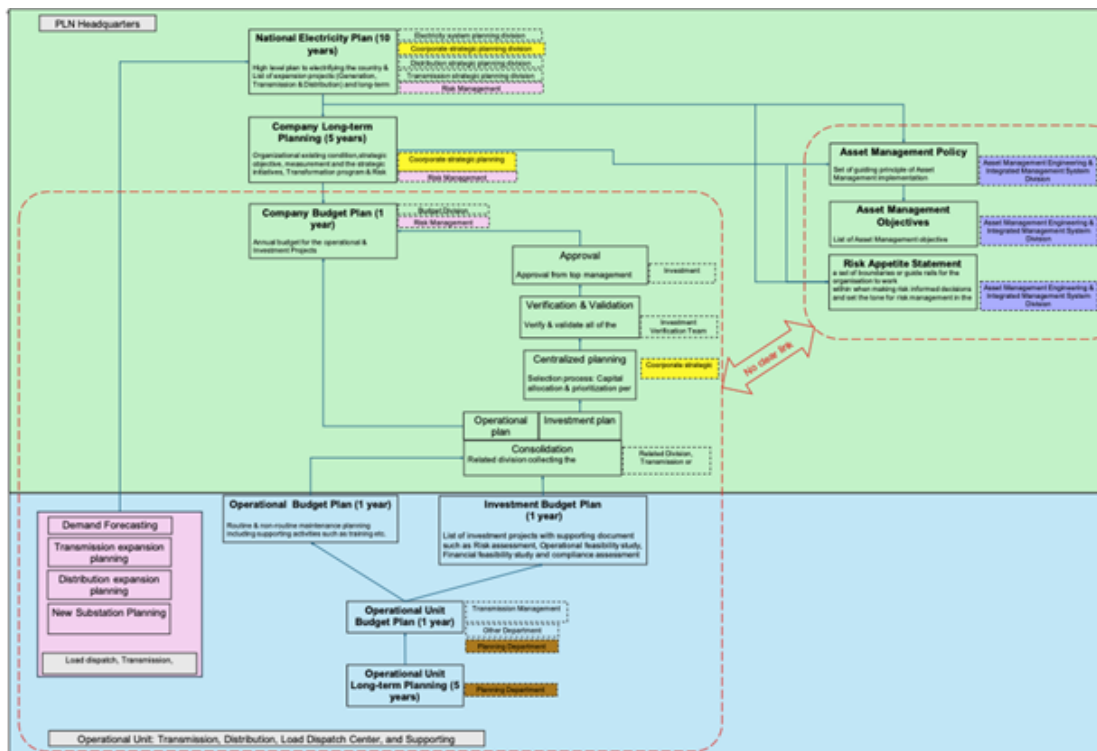 PLN Headquarters
National Electricity Plan (10
years)
High level plan to electrifying the country &
List of expansion projects (Generation,
Transmission & Distribution) and long-term
Electricity system planning division
Coorporate strategic planning division
Distribution strategic planning division
Transmission strategic planning division
Risk Management
Company Long-term
Planning (5 years)
Organizational existing condition,strategic
objective, measurement and the strategic
initiatives, Transformation program & Risk
Coorporate strategic planning
Risk Management
Asset Management Policy
Set of guiding principle of Asset
Management implementation
Asset Management Engineering &
Integrated Management System
Division
Asset Management
Objectives
List of Asset Management objective
Asset Management Engineering &
Integrated Management System
Division
Risk Appetite Statement
a set of boundaries or guide rails for the
organisation to work
within when making risk informed decisions
and set the tone for risk management in the
Asset Management Engineering &
Integrated Management System
Division
Company Budget Plan (1
year)
Annual budget for the operational &
Investment Projects
Budget Division
Risk Management
Approval
Approval from top management
Investment
Verification & Validation
Verify & validate all of the
Investment
Verification Team
Centralized planning
Selection process: Capital
allocation & prioritization per
Coorporate strategic
No clear link
Operational
plan
Investment plan
Consolidation
Related division collecting the
Related Division,
Transmission or
Operational Budget Plan (1 year)
Routine & non-routine maintenance planning
including supporting activities such as training etc.
Investment Budget Plan
(1 year)
List of investment projects with supporting document
such as Risk assessment, Operational feasibility study,
Financial feasibility study and compliance assessment
Demand Forecasting
Transmission expansion
planning
Distribution expansion
planning
New Substation Planning
Load dispatch, Transmission,
Operational Unit
Budget Plan (1 year)
Transmission Management
Other Department
Planning Department
Operational Unit
Long-term Planning (5
years)
Planning Department
Operational Unit: Transmission, Distribution, Load Dispatch Center, and Supporting